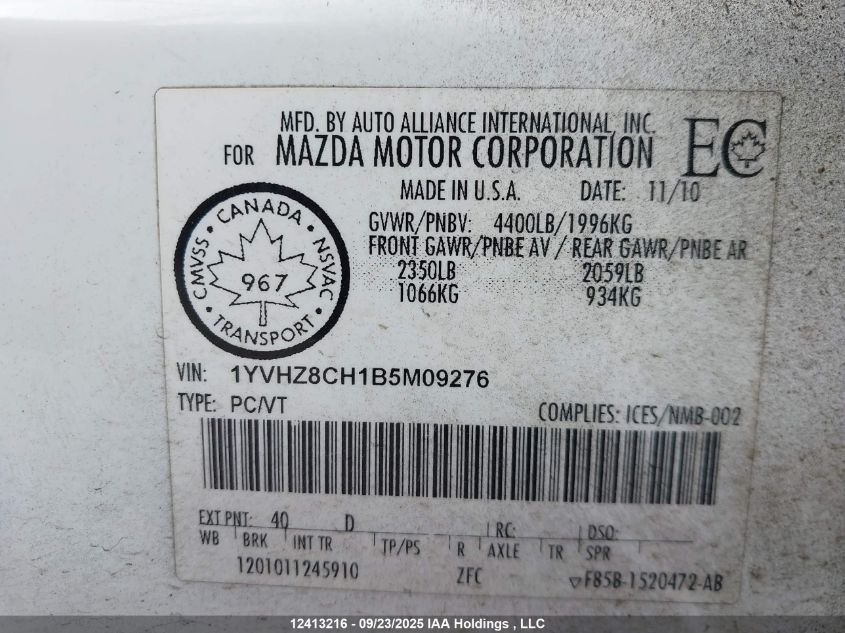 MFD. BY AUTO ALLIANCE INTERNATIONAL, INC.
FOR MAZDA MOTOR CORPORATION EC
MADE IN U.S.A. DATE: 11/10
GVWR/PNBV: 4400LB/1996KG
FRONT GAWR/PNBE AV / REAR GAWR/PNBE AR
2350LB 2059LB
1066KG 934KG
CANADA
CMVSS 967 NSVAC
TRANSPORT
VIN: 1YVHZ8CH1B5M09276
TYPE: PC/VT COMPLIES: ICES/NMB-002
EXT PNT: 40 D RC: DSO:
WB BRK INT TR TP/PS R AXLE TR SPR
1201011245910 ZFC F85B-1520472-AB
12413216 - 09/23/2025 IAA Holdings , LLC